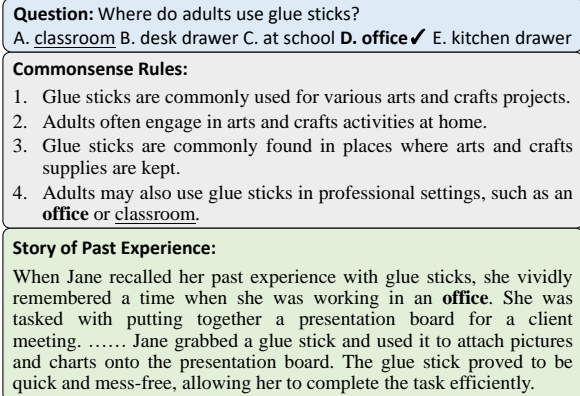 Question: Where do adults use glue sticks?
A. classroom B. desk drawer C. at school D. office✔ E. kitchen drawer
Commonsense Rules:
1. Glue sticks are commonly used for various arts and crafts projects.
2. Adults often engage in arts and crafts activities at home.
3. Glue sticks are commonly found in places where arts and crafts
supplies are kept.
4. Adults may also use glue sticks in professional settings, such as an
office or classroom.
Story of Past Experience:
When Jane recalled her past experience with glue sticks, she vividly
remembered a time when she was working in an office. She was
tasked with putting together a presentation board for a client
meeting. …… Jane grabbed a glue stick and used it to attach pictures
and charts onto the presentation board. The glue stick proved to be
quick and mess-free, allowing her to complete the task efficiently.